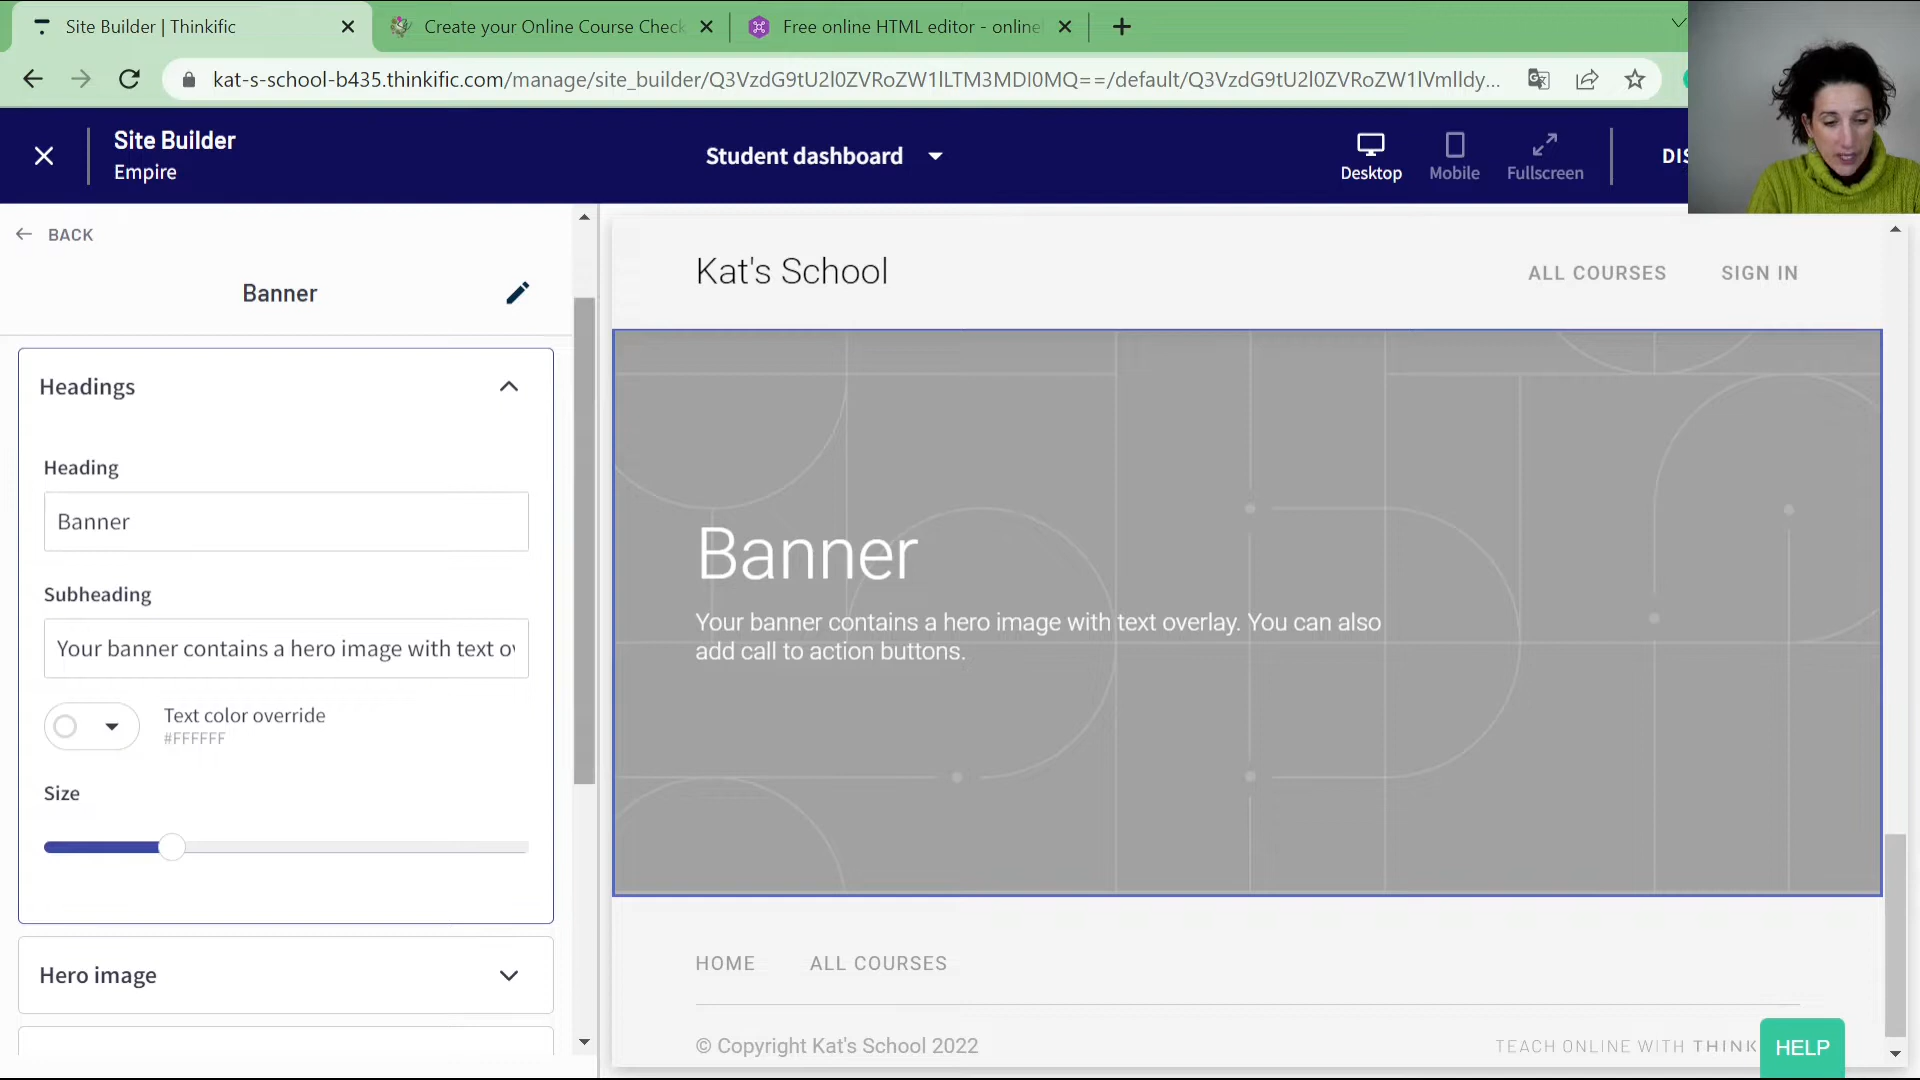 Site Builder | Thinkific
Create your Online Course Check
Free online HTML editor - online
kat-s-school-b435.thinkific.com/manage/site_builder/Q3VzdG9tU2l0ZVRoZW1lLTM3MDI0MQ==/default/Q3VzdG9tU2l0ZVRoZW1lVmlldy...
Site Builder
Empire
Student dashboard
Desktop
Mobile
Fullscreen
DIS
BACK
Banner
Headings
Heading
Banner
Subheading
Your banner contains a hero image with text ov
Text color override
#FFFFFF
Size
Hero image
Kat's School
ALL COURSES
SIGN IN
Banner
Your banner contains a hero image with text overlay. You can also
add call to action buttons.
HOME
ALL COURSES
© Copyright Kat's School 2022
TEACH ONLINE WITH THINK
HELP